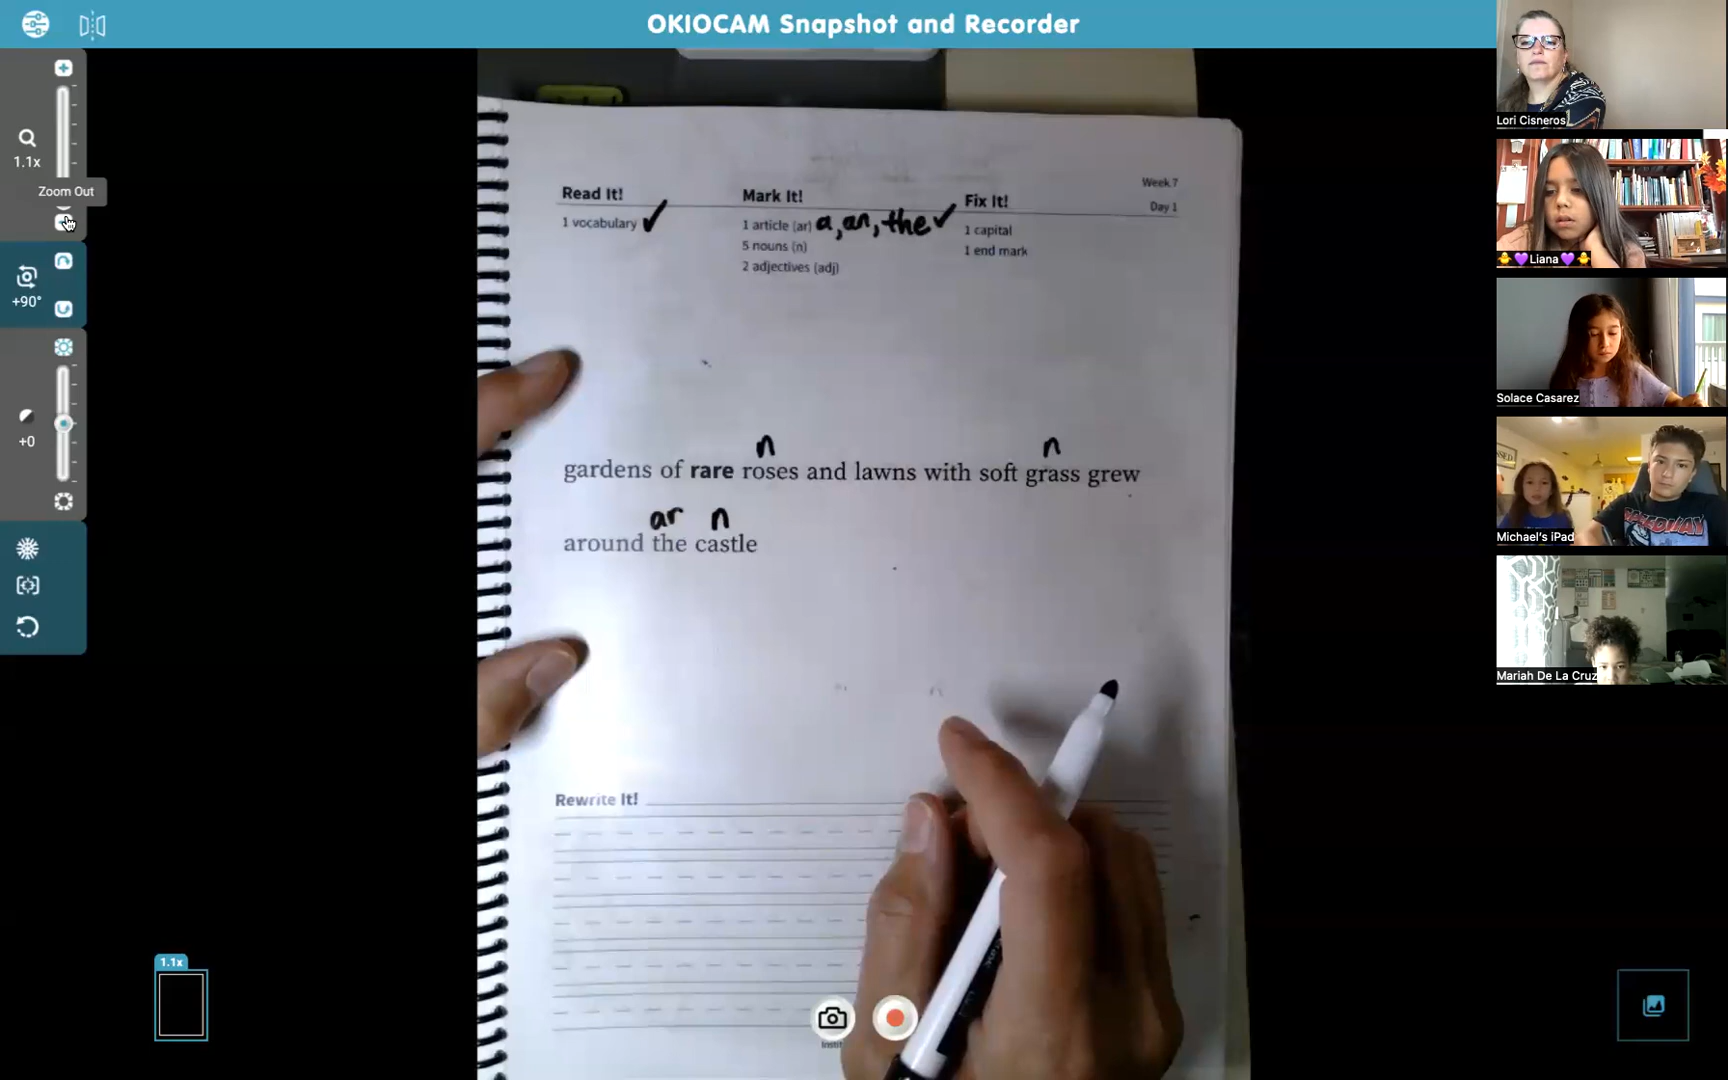 OKIOCAM Snapshot and Recorder
1.1x
Zoom Out
+90°
+0
1.1x
Week 7
Day 1
Read It!
1 vocabulary ✓
Mark It!
1 article (ar) a, an, the ✓
5 nouns (n)
2 adjectives (adj)
Fix It!
1 capital
1 end mark
n n
gardens of rare roses and lawns with soft grass grew
ar n
around the castle
Rewrite It!
Lori Cisneros
Liana
Solace Casarez
Michael's iPad
Mariah De La Cruz